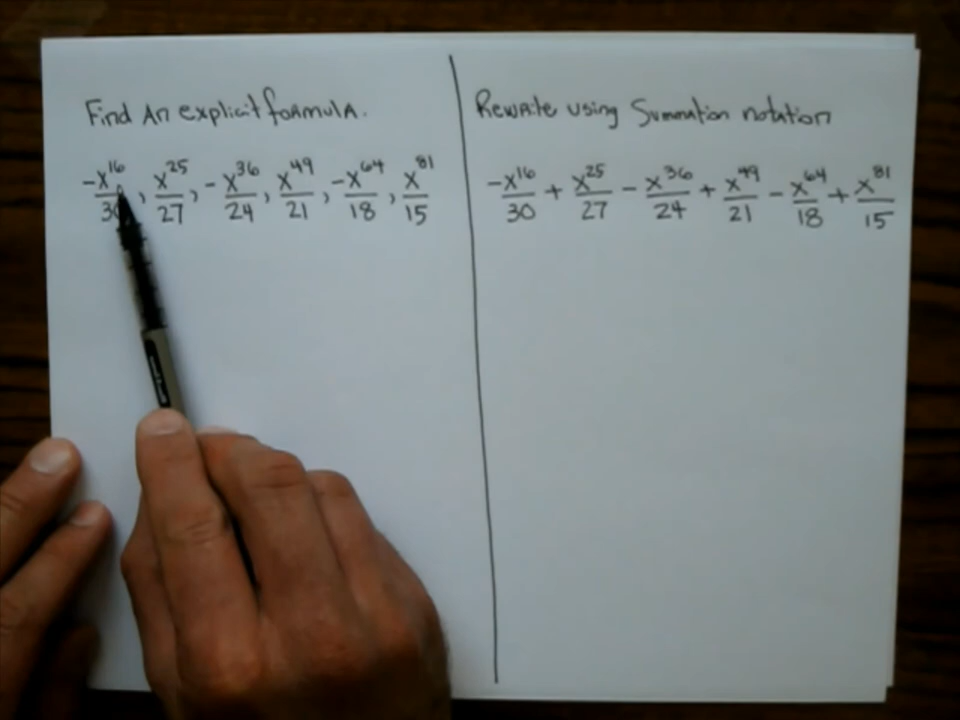 Find An explicit formula.
-x^16/30, x^25/27, -x^36/24, x^49/21, -x^64/18, x^81/15
Rewrite using Summation notation
-x^16/30 + x^25/27 - x^36/24 + x^49/21 - x^64/18 + x^81/15